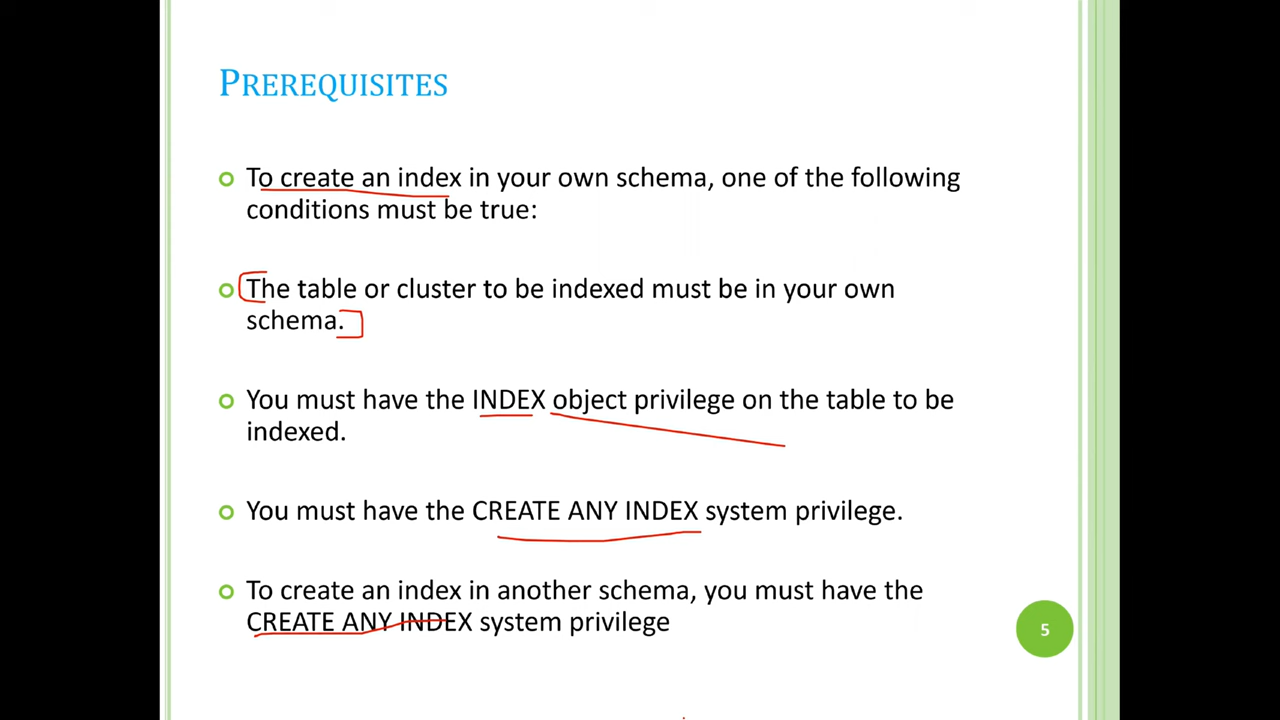 PREREQUISITES
To create an index in your own schema, one of the following
conditions must be true:
The table or cluster to be indexed must be in your own
schema.
You must have the INDEX object privilege on the table to be
indexed.
You must have the CREATE ANY INDEX system privilege.
To create an index in another schema, you must have the
CREATE ANY INDEX system privilege
5